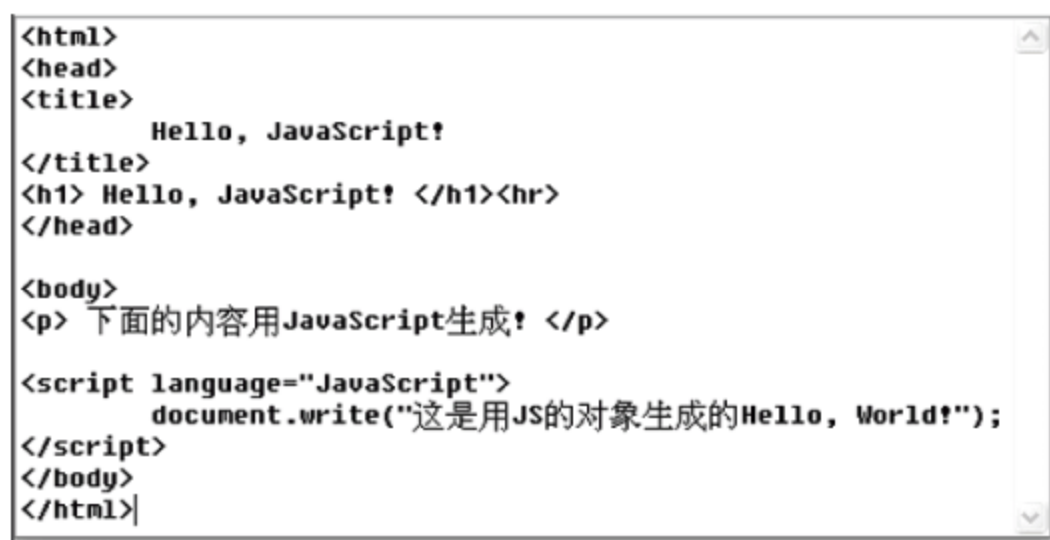 <html>
<head>
<title>
        Hello, JavaScript!
</title>
<h1> Hello, JavaScript! </h1><hr>
</head>

<body>
<p> 下面的内容用JavaScript生成! </p>

<script language="JavaScript">
        document.write("这是用JS的对象生成的Hello, World!");
</script>
</body>
</html>